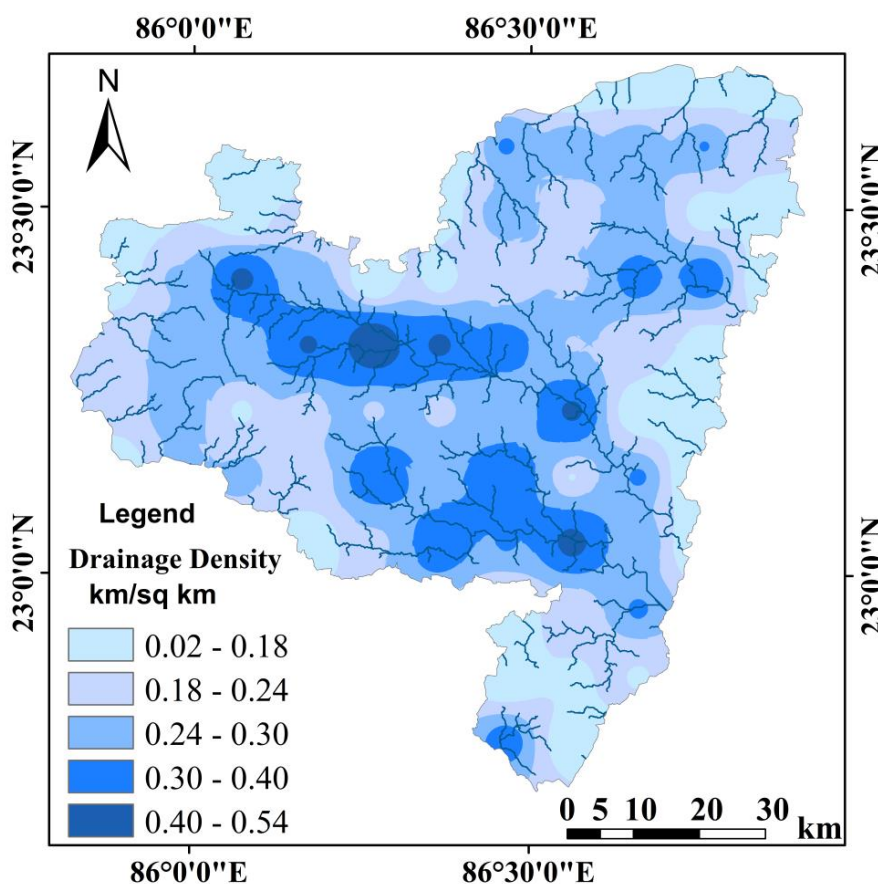 86°0'0"E 86°30'0"E
N
23°30'0"N 23°30'0"N
23°0'0"N 23°0'0"N
Legend
Drainage Density
km/sq km
0.02 - 0.18
0.18 - 0.24
0.24 - 0.30
0.30 - 0.40
0.40 - 0.54
0 5 10 20 30
km
86°0'0"E 86°30'0"E